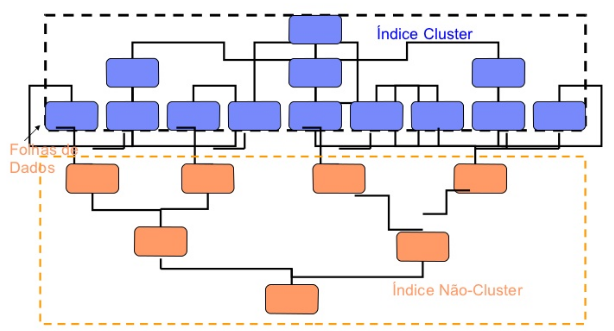 Índice Cluster
Folhas de
Dados
Índice Não-Cluster